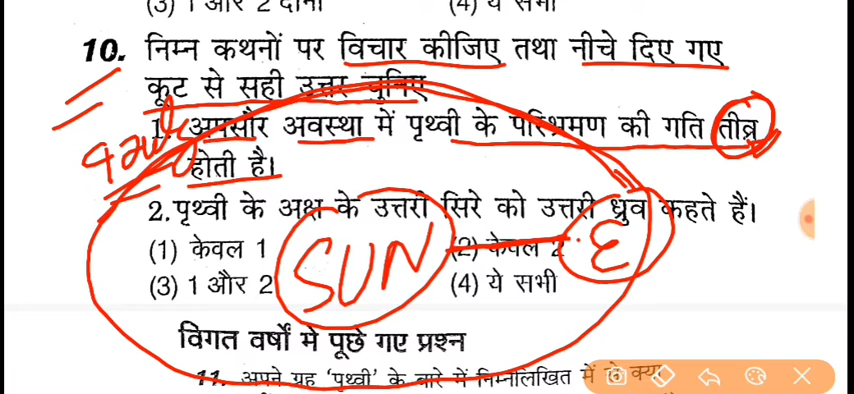 (3) 1 और 2 दोनों (4) ये सभी
10. निम्न कथनों पर विचार कीजिए तथा नीचे दिए गए
कूट से सही उत्तर चुनिए
1. अपसौर अवस्था में पृथ्वी के परिभ्रमण की गति तीव्र
होती है।
2. पृथ्वी के अक्ष के उत्तरी सिरे को उत्तरी ध्रुव कहते हैं।
(1) केवल 1 (2) केवल 2
SUN E
(3) 1 और 2 (4) ये सभी
विगत वर्षों में पूछे गए प्रश्न
11. अपने ग्रह 'पृथ्वी' के बारे में निम्नलिखित में से क्या